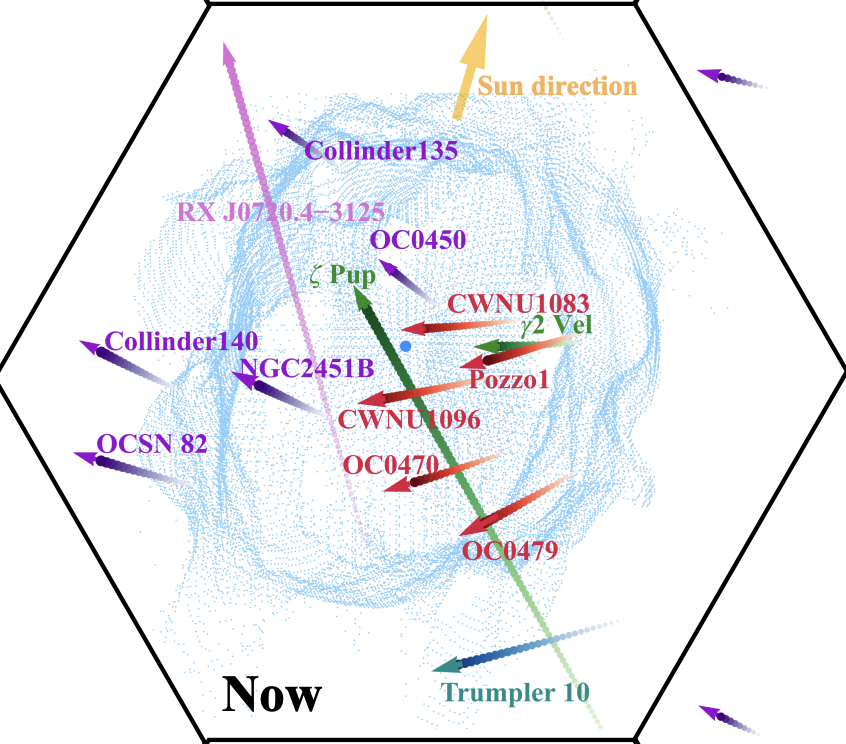 Sun direction
Collinder135
RX J0720.4−3125
OC0450
ζ Pup
CWNU1083
γ2 Vel
Collinder140
NGC2451B
Pozzo1
CWNU1096
OCSN 82
OC0470
OC0479
Now
Trumpler 10